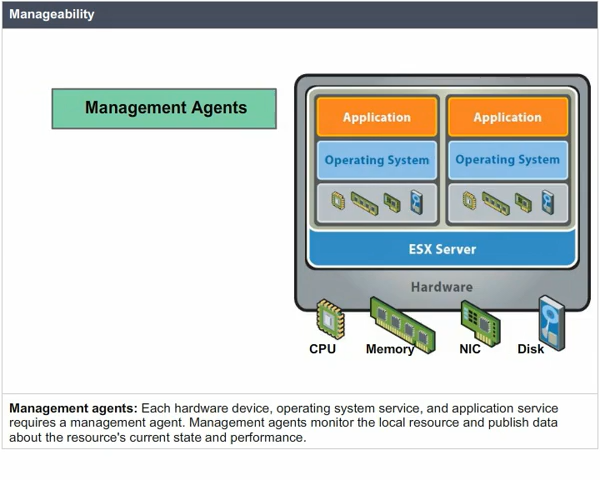 Manageability
Management Agents
Application
Application
Operating System
Operating System
ESX Server
Hardware
CPU
Memory
NIC
Disk
Management agents: Each hardware device, operating system service, and application service
requires a management agent. Management agents monitor the local resource and publish data
about the resource's current state and performance.